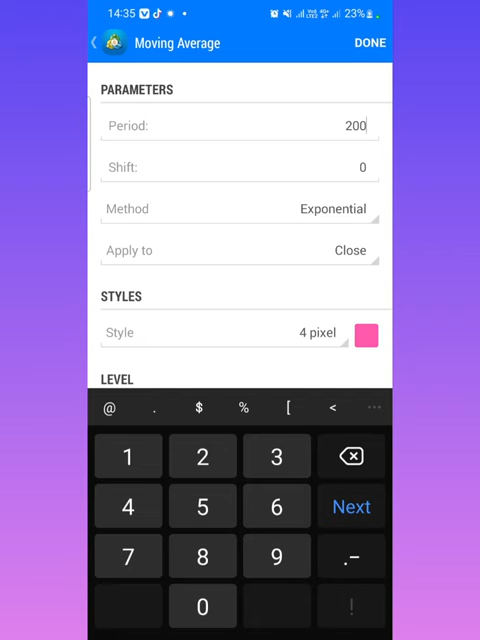 14:35 23%
Moving Average DONE
PARAMETERS
Period: 200
Shift: 0
Method Exponential
Apply to Close
STYLES
Style 4 pixel
LEVEL
@ . $ % [ < ...
1 2 3
4 5 6 Next
7 8 9 .–
0 !